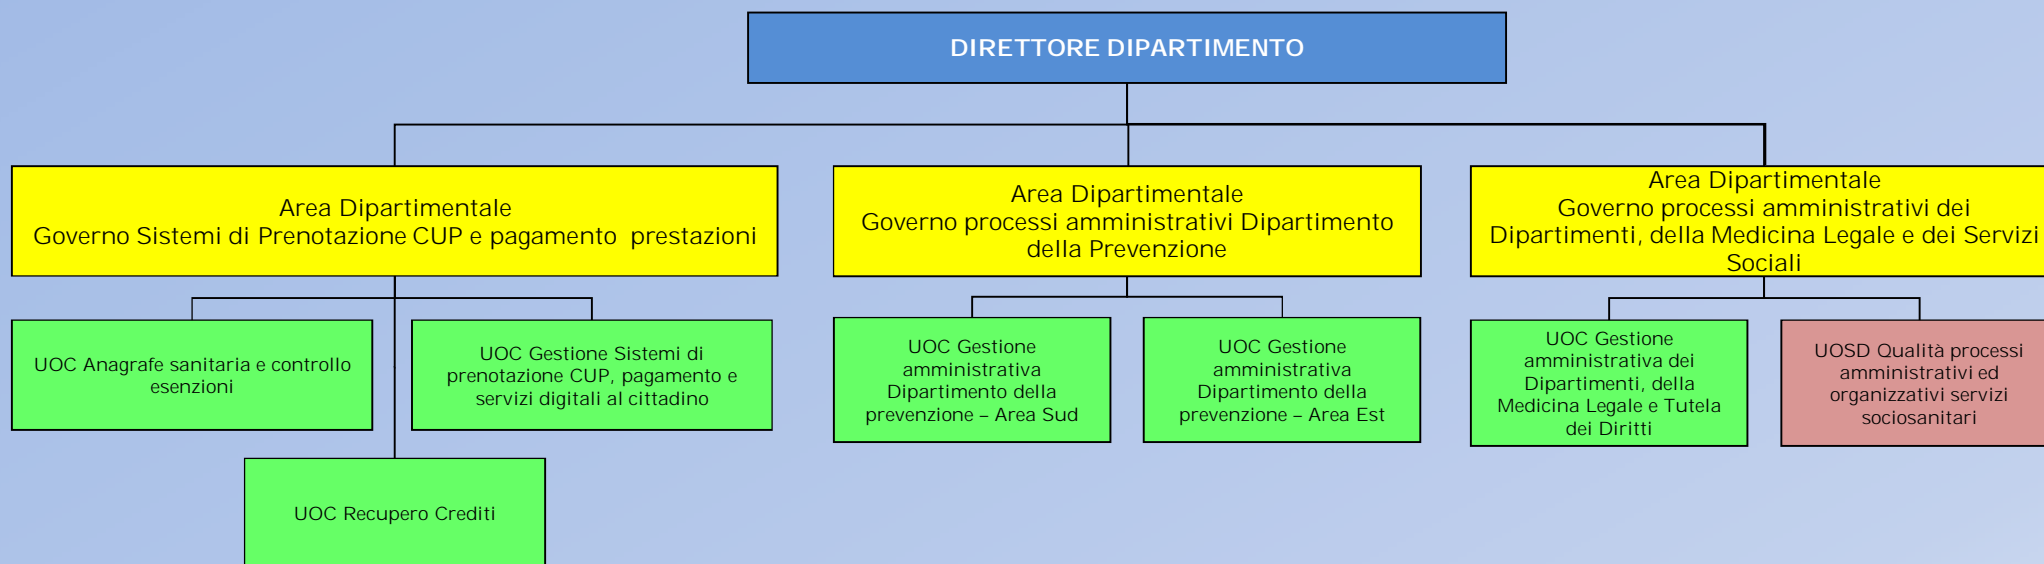 DIRETTORE DIPARTIMENTO
Area Dipartimentale
Governo Sistemi di Prenotazione CUP e pagamento prestazioni
Area Dipartimentale
Governo processi amministrativi Dipartimento
della Prevenzione
Area Dipartimentale
Governo processi amministrativi dei
Dipartimenti, della Medicina Legale e dei Servizi
Sociali
UOC Anagrafe sanitaria e controllo
esenzioni
UOC Gestione Sistemi di
prenotazione CUP, pagamento e
servizi digitali al cittadino
UOC Gestione
amministrativa
Dipartimento della
prevenzione – Area Sud
UOC Gestione
amministrativa
Dipartimento della
prevenzione – Area Est
UOC Gestione
amministrativa dei
Dipartimenti, della
Medicina Legale e Tutela
dei Diritti
UOSD Qualità processi
amministrativi ed
organizzativi servizi
sociosanitari
UOC Recupero Crediti